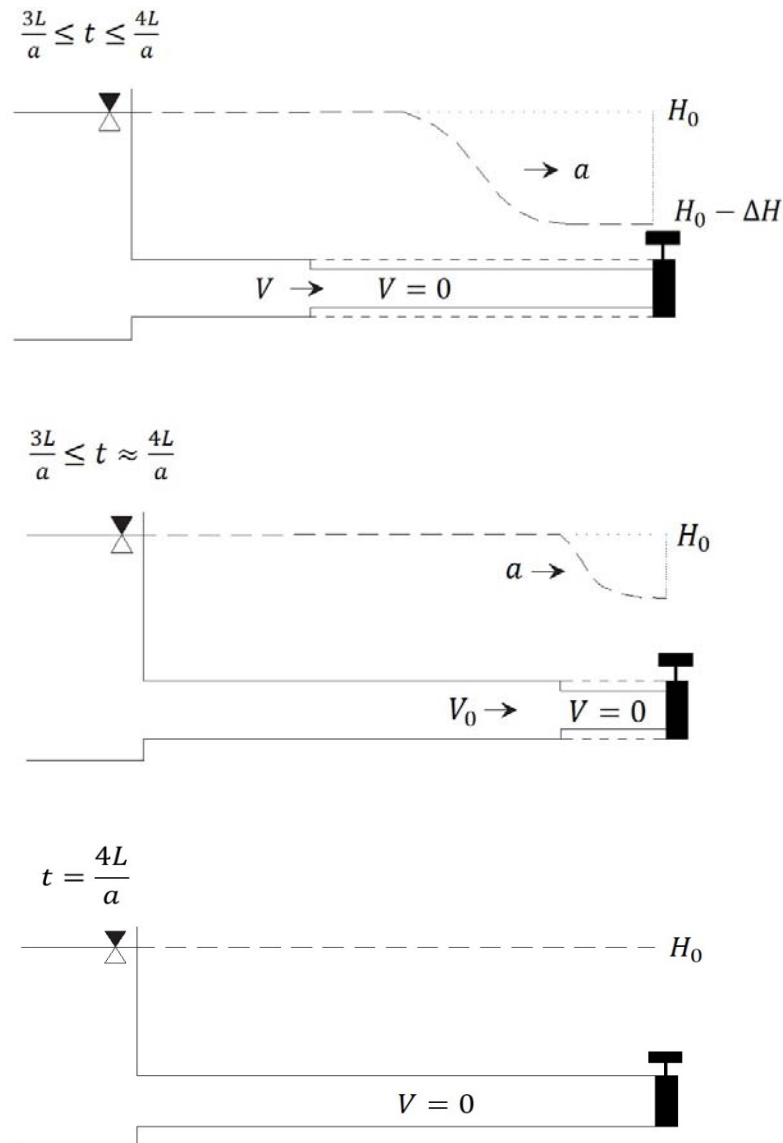 3L/a ≤ t ≤ 4L/a
H₀
→ a
H₀ − ΔH
V → V = 0
3L/a ≤ t ≈ 4L/a
H₀
a →
V₀ → V = 0
t = 4L/a
H₀
V = 0